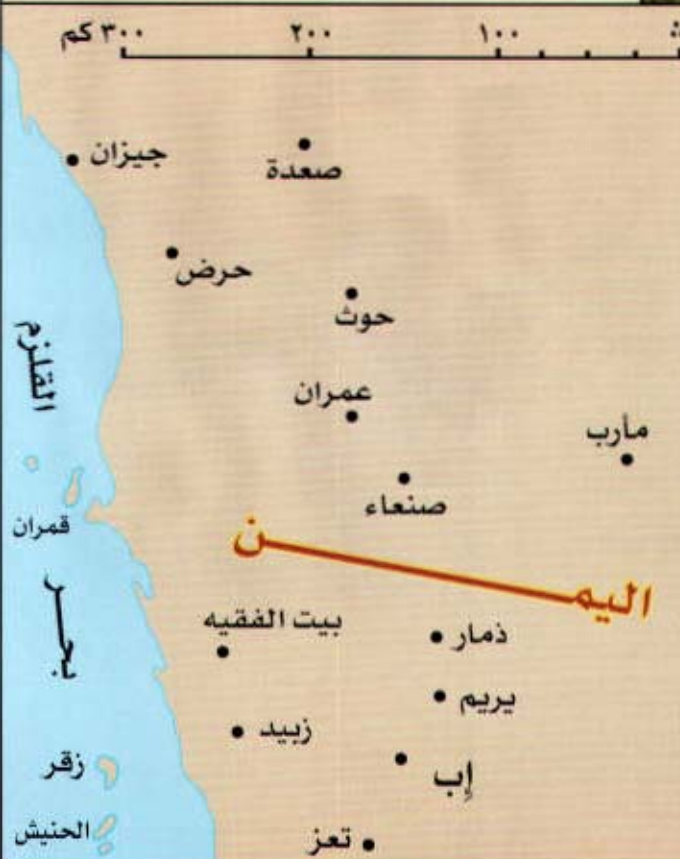 ١٠٠ ٢٠٠ ٣٠٠ كم
جيزان
صعدة
حرض
حوث
القلزم
عمران
مأرب
صنعاء
قمران
اليمن
بحر
بيت الفقيه
ذمار
يريم
زبيد
زقر
إب
الحنيش
تعز